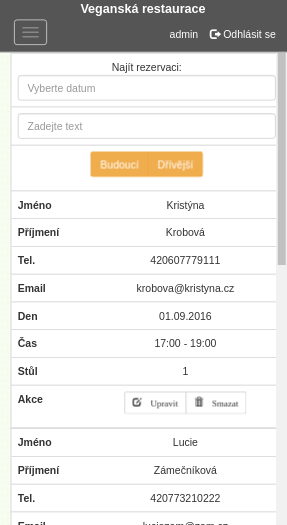 Veganská restaurace
admin Odhlásit se
Najít rezervaci:
Vyberte datum
Zadejte text
Budoucí Dřívější
Jméno Kristýna
Příjmení Krobová
Tel. 420607779111
Email krobova@kristyna.cz
Den 01.09.2016
Čas 17:00 - 19:00
Stůl 1
Akce Upravit Smazat
Jméno Lucie
Příjmení Zámečníková
Tel. 420773210222
Email